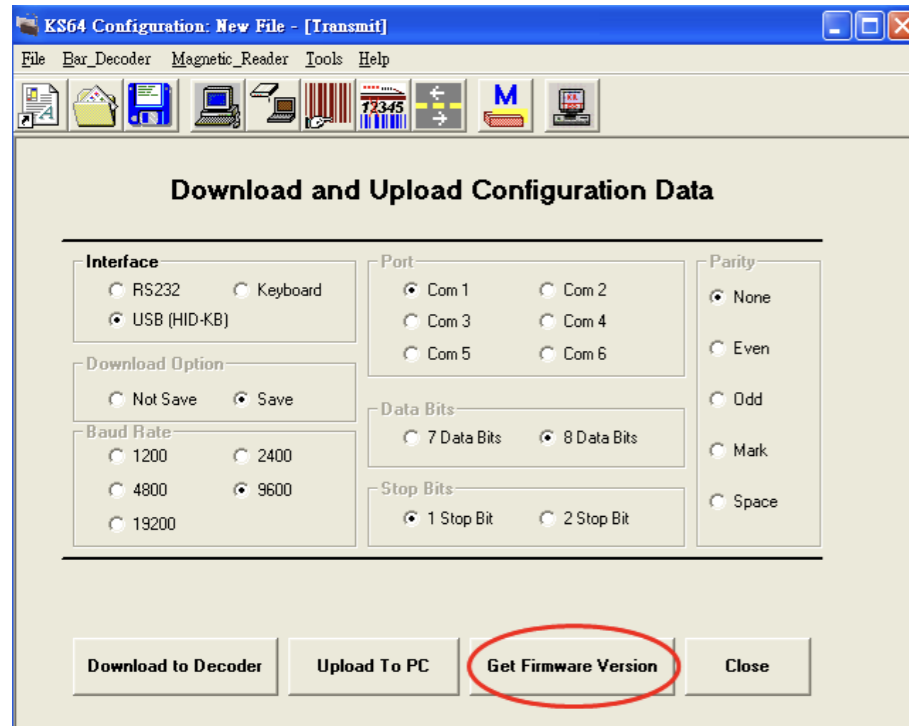 KS64 Configuration: New File - [Transmit]
File Bar_Decoder Magnetic_Reader Tools Help
A 12345 M
Download and Upload Configuration Data
Interface
RS232 Keyboard
USB (HID-KB)
Download Option
Not Save Save
Baud Rate
1200 2400
4800 9600
19200
Port
Com 1 Com 2
Com 3 Com 4
Com 5 Com 6
Data Bits
7 Data Bits 8 Data Bits
Stop Bits
1 Stop Bit 2 Stop Bit
Parity
None
Even
Odd
Mark
Space
Download to Decoder Upload To PC Get Firmware Version Close